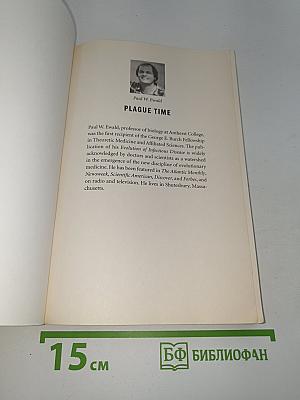 Paul W. Ewald
PLAGUE TIME
Paul W. Ewald, professor of biology at Amherst College,
was the first recipient of the George E. Burch Fellowship
in Theoretic Medicine and Affiliated Sciences. The pub-
lication of his Evolution of Infectious Disease is widely
acknowledged by doctors and scientists as a watershed
in the emergence of the new discipline of evolutionary
medicine. He has been featured in The Atlantic Monthly,
Newsweek, Scientific American, Discover, and Forbes, and
on radio and television. He lives in Shutesbury, Massa-
chusetts.
15 см
БФ БИБЛИОФАН